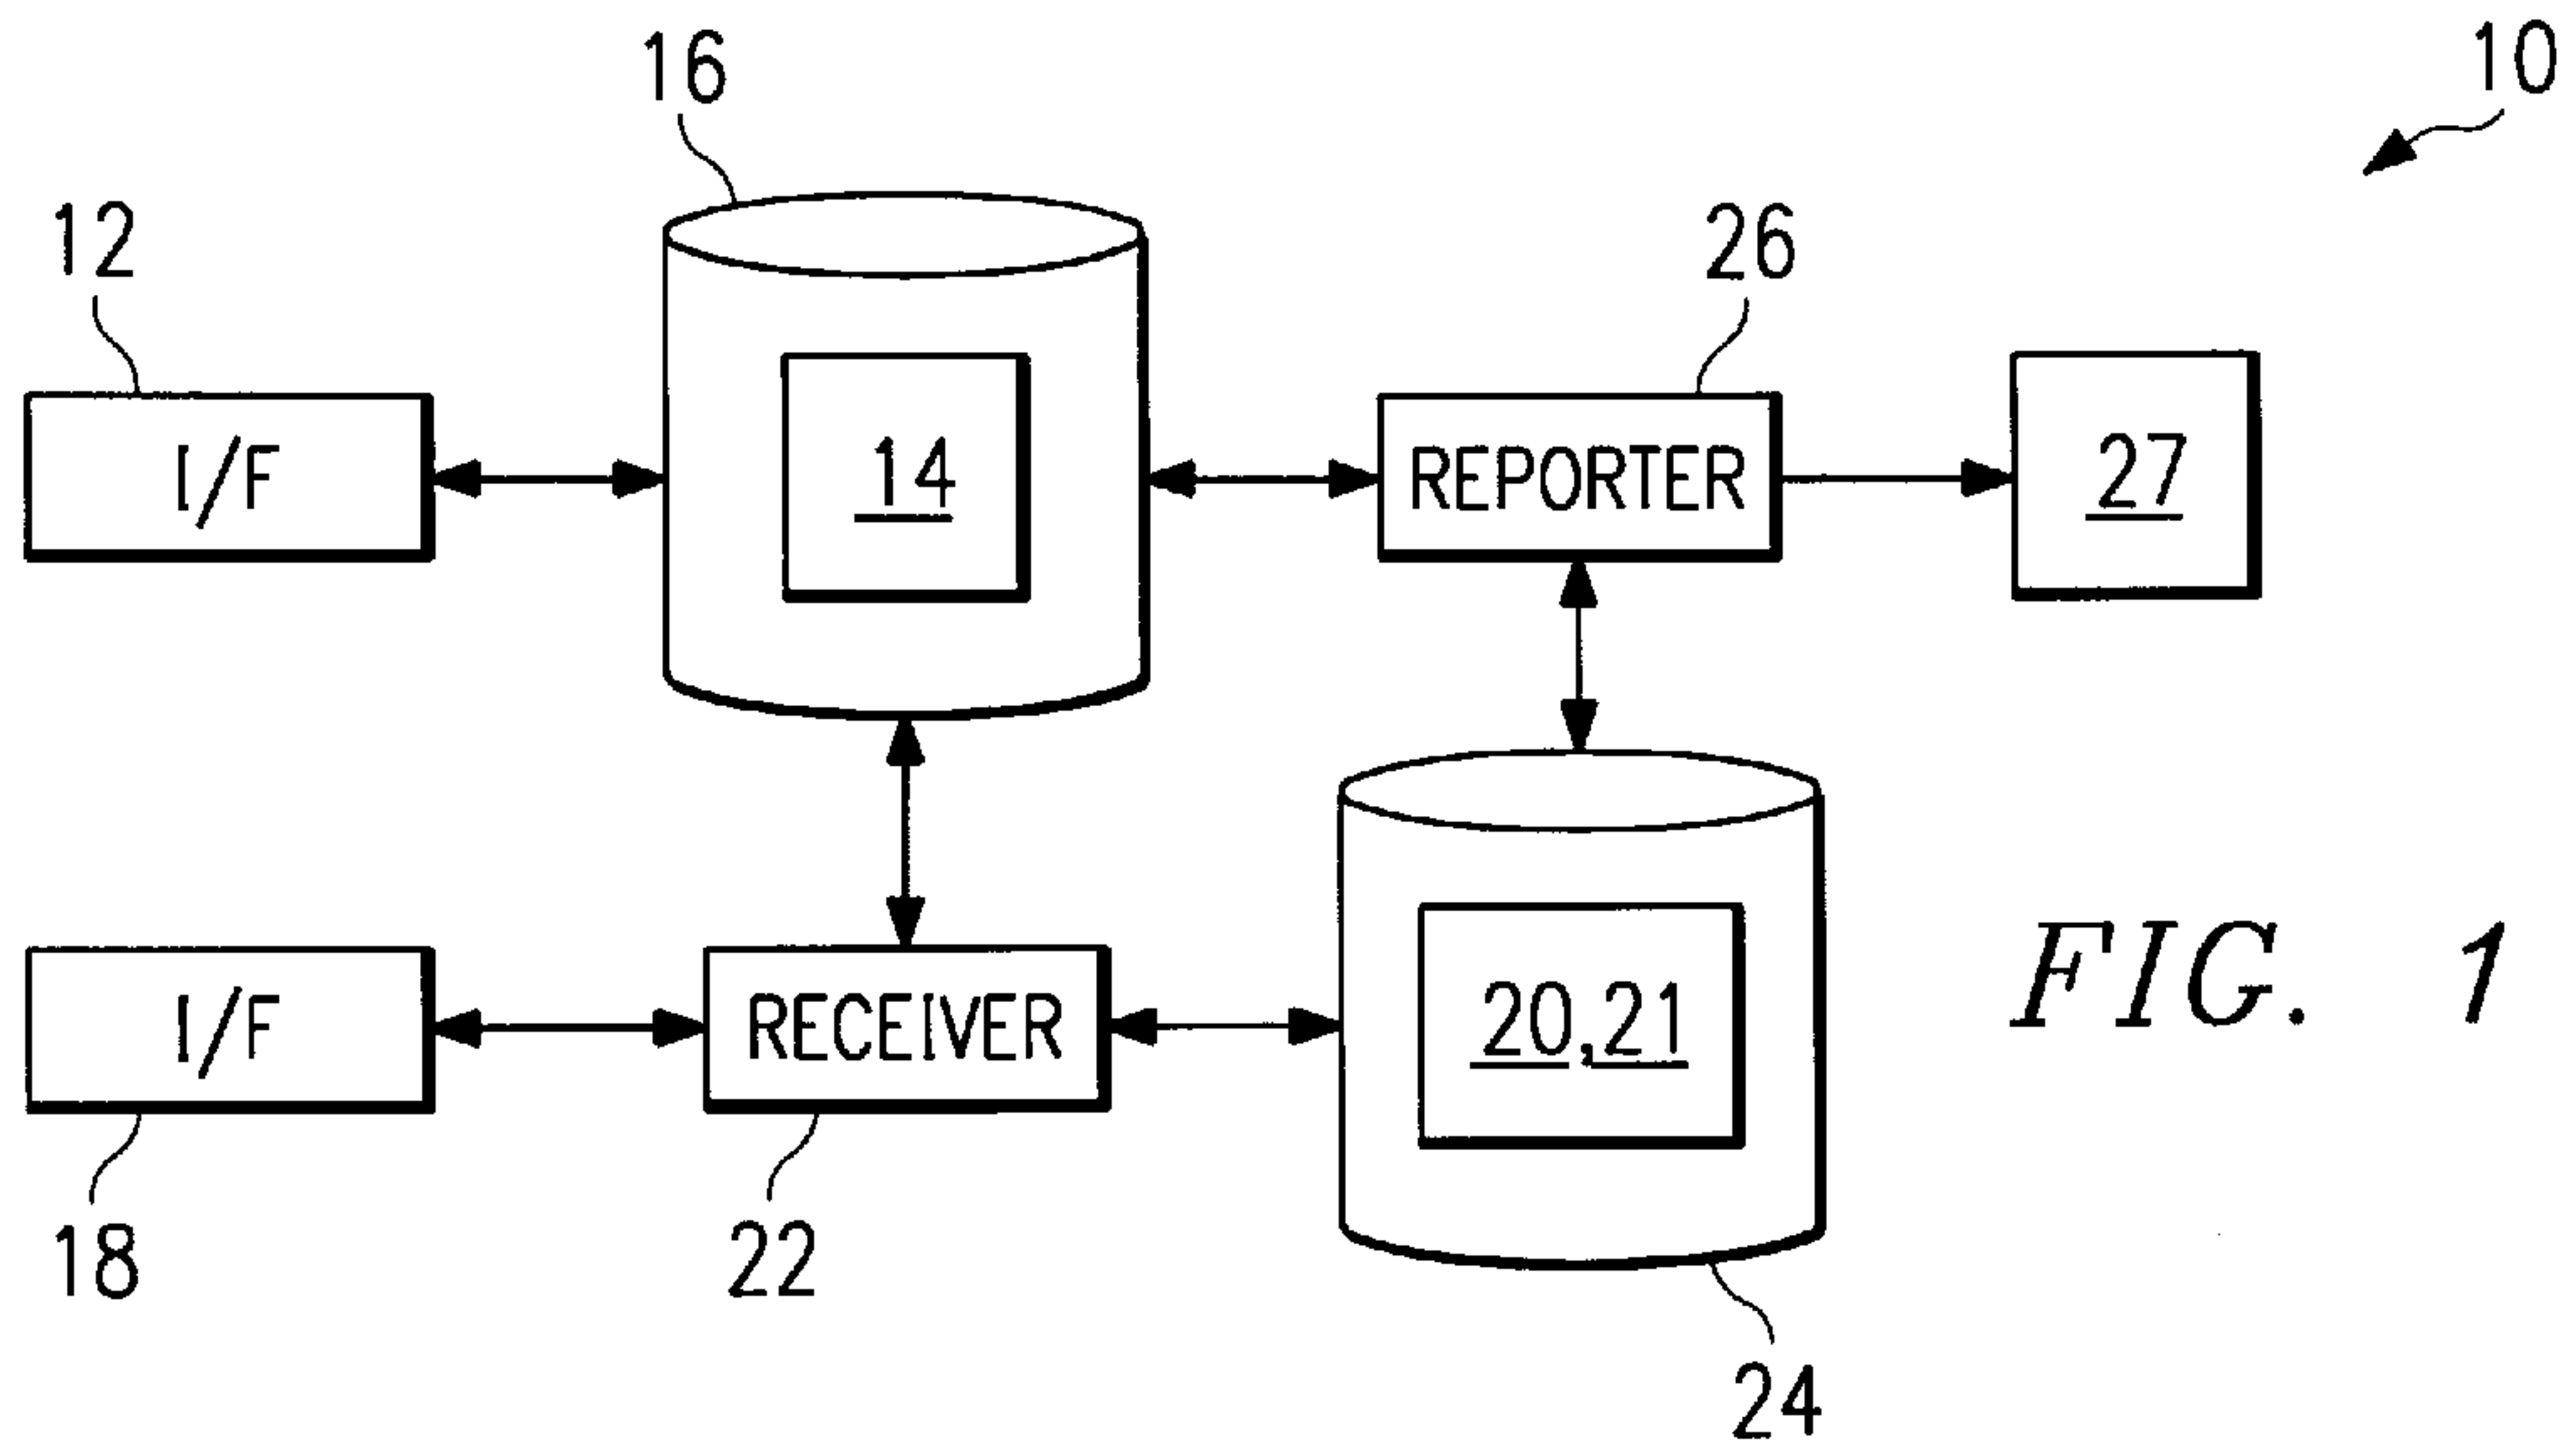 16
10
12
26
I/F
14
REPORTER
27
I/F
RECEIVER
20,21
FIG. 1
18
22
24